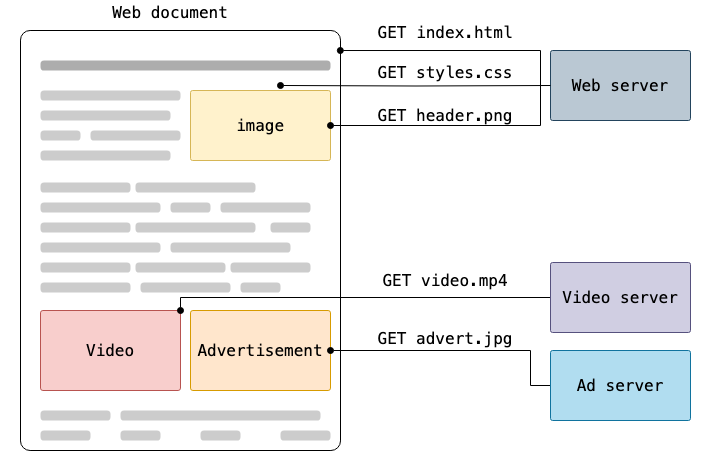 Web document
GET index.html
GET styles.css
Web server
image
GET header.png
GET video.mp4
Video server
GET advert.jpg
Video
Advertisement
Ad server